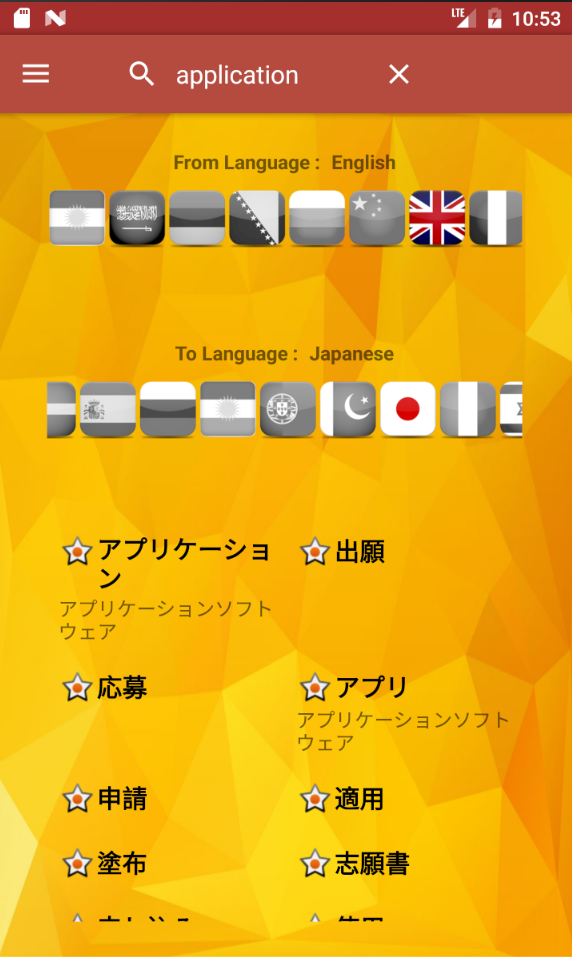 LTE
10:53
application
From Language : English
To Language : Japanese
アプリケーショ
ン
アプリケーションソフト
ウェア
出願
応募
アプリ
アプリケーションソフト
ウェア
申請
適用
塗布
志願書